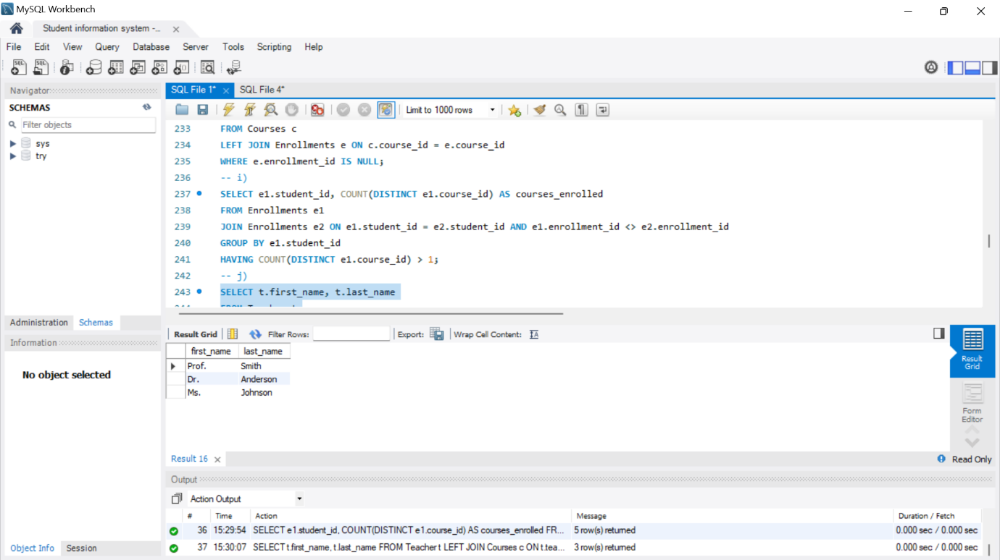 MySQL Workbench
Student information system -...
File Edit View Query Database Server Tools Scripting Help
Navigator
SCHEMAS
Filter objects
sys
try
Administration Schemas
Information
No object selected
Object Info Session
SQL File 1* SQL File 4*
Limit to 1000 rows
233 FROM Courses c
234 LEFT JOIN Enrollments e ON c.course_id = e.course_id
235 WHERE e.enrollment_id IS NULL;
236 -- i)
237 SELECT e1.student_id, COUNT(DISTINCT e1.course_id) AS courses_enrolled
238 FROM Enrollments e1
239 JOIN Enrollments e2 ON e1.student_id = e2.student_id AND e1.enrollment_id <> e2.enrollment_id
240 GROUP BY e1.student_id
241 HAVING COUNT(DISTINCT e1.course_id) > 1;
242 -- j)
243 SELECT t.first_name, t.last_name
Result Grid Filter Rows: Export: Wrap Cell Content:
first_name last_name
Prof. Smith
Dr. Anderson
Ms. Johnson
Result Grid
Form Editor
Result 16
Read Only
Output
Action Output
# Time Action Message Duration / Fetch
36 15:29:54 SELECT e1.student_id, COUNT(DISTINCT e1.course_id) AS courses_enrolled FR... 5 row(s) returned 0.000 sec / 0.000 sec
37 15:30:07 SELECT t.first_name, t.last_name FROM Teacher t LEFT JOIN Courses c ON t.tea... 3 row(s) returned 0.000 sec / 0.000 sec